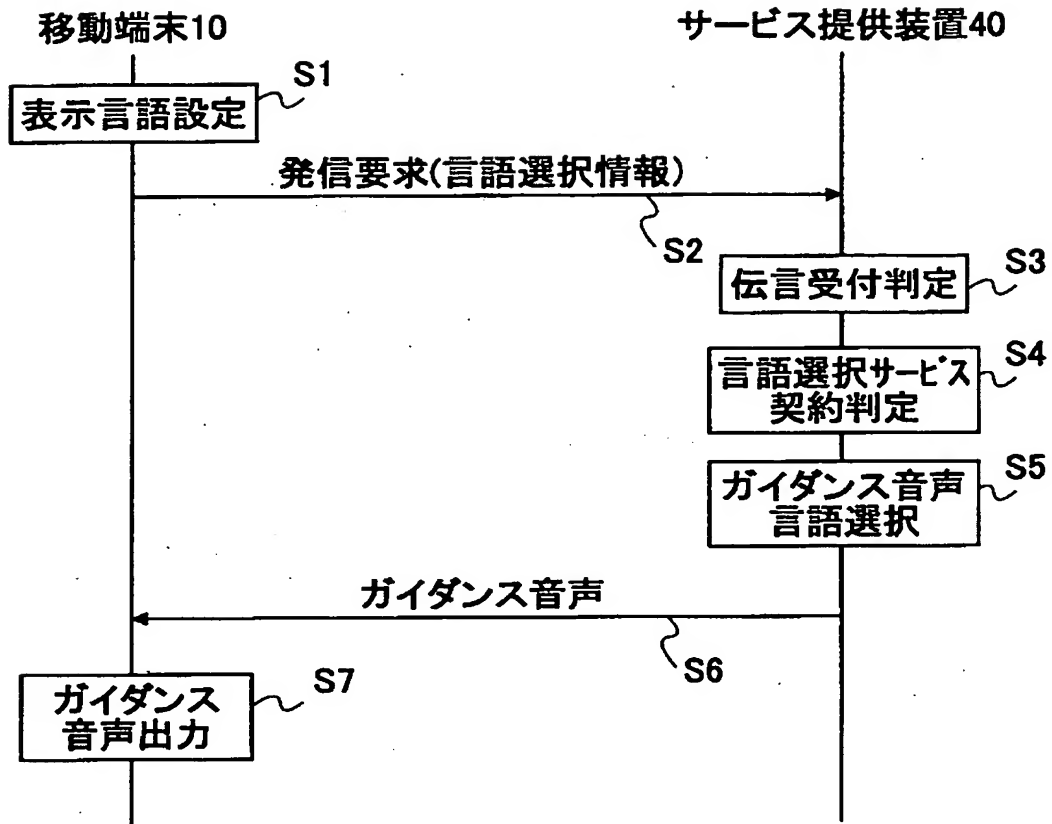 移動端末10
サービス提供装置40
S1
表示言語設定
発信要求(言語選択情報)
S2
伝言受付判定
S3
言語選択サービス
契約判定
S4
ガイダンス音声
言語選択
S5
ガイダンス音声
S6
ガイダンス
音声出力
S7